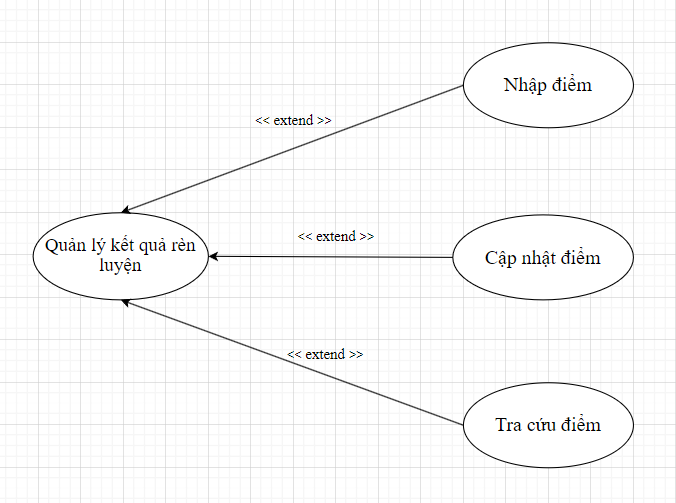 Nhập điểm
<< extend >>
<< extend >>
Quản lý kết quả rèn
luyện
Cập nhật điểm
<< extend >>
Tra cứu điểm